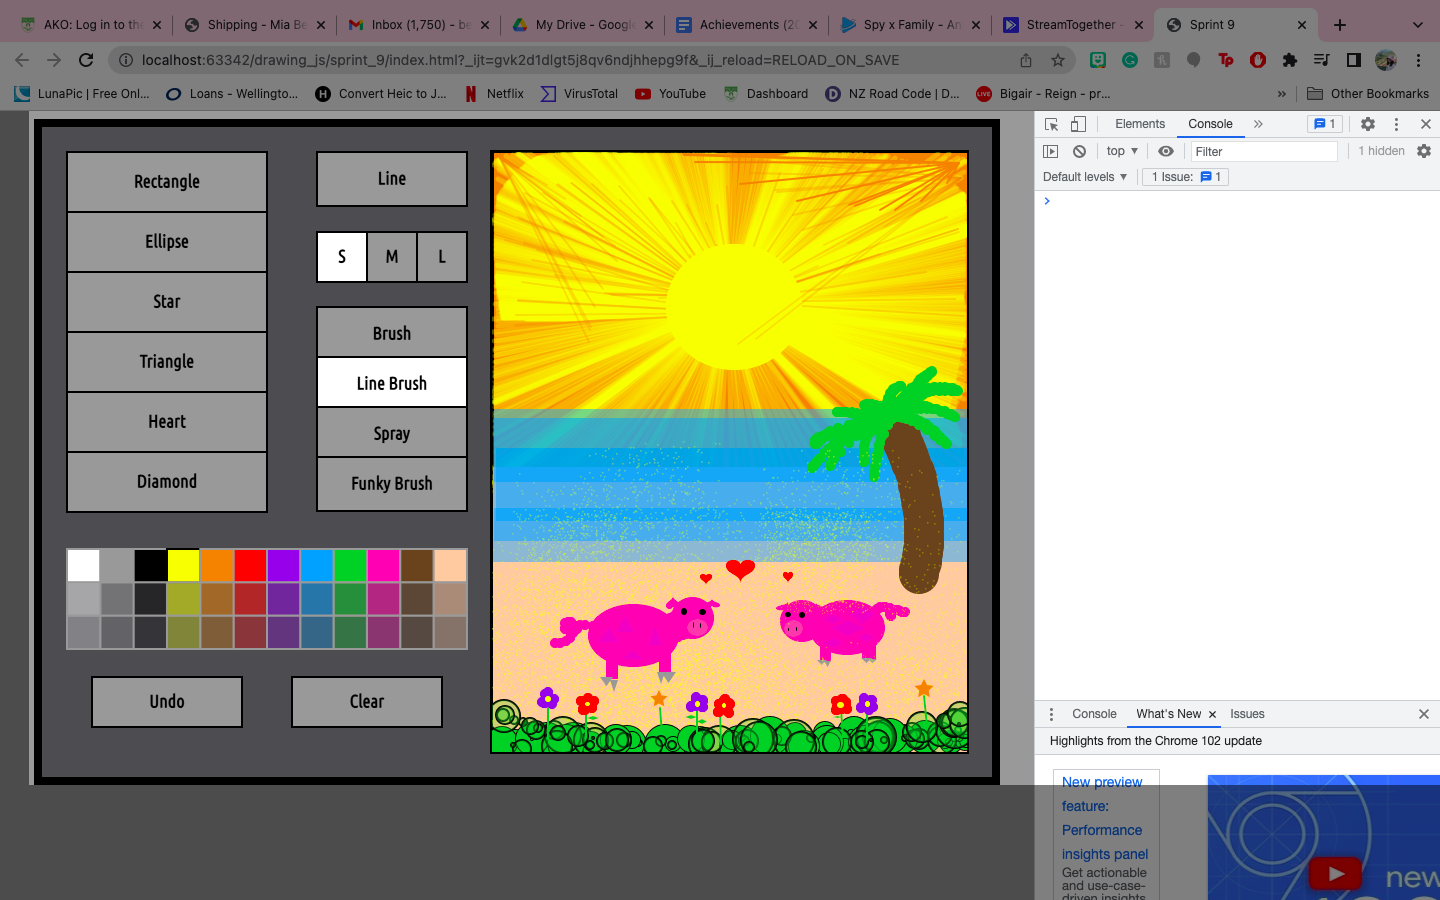 AKO: Log in to th
Shipping - Mia Be
Inbox (1,750) - be
My Drive - Google
Achievements (20
Spy x Family - An
StreamTogether -
Sprint 9
localhost:63342/drawing_js/sprint_9/index.html?_ijt=gvk2d1dlgt5j8qv6ndjhhepg9f&_ij_reload=RELOAD_ON_SAVE
LunaPic | Free Onl...
Loans - Wellingto...
Convert Heic to J...
Netflix
VirusTotal
YouTube
Dashboard
NZ Road Code | D...
Bigair - Reign - pr...
»
Other Bookmarks
Rectangle
Ellipse
Star
Triangle
Heart
Diamond
Line
S
M
L
Brush
Line Brush
Spray
Funky Brush
Undo
Clear
Elements
Console
»
1
top
Filter
1 hidden
Default levels
1 Issue:
1
Console
What's New
Issues
Highlights from the Chrome 102 update
New preview
feature:
Performance
insights panel
Get actionable
and use-case-
driven insights
new